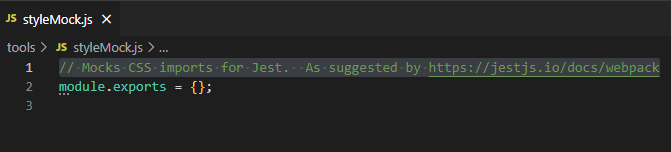 JS styleMock.js ×
tools > JS styleMock.js > ...
1 // Mocks CSS imports for Jest.  As suggested by https://jestjs.io/docs/webpack
2 module.exports = {};
3